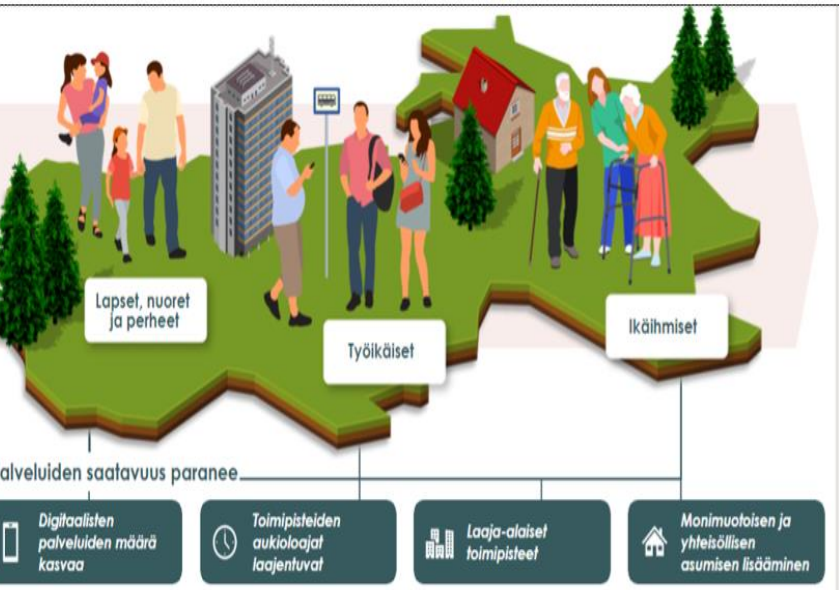 Lapset, nuoret
ja perheet
Työikäiset
Ikäihmiset
alveluiden saatavuus paranee
Digitaalisten
palveluiden määrä
kasvaa
Toimipisteiden
aukioloajat
laajentuvat
Laaja-alaiset
toimipisteet
Monimuotoisen ja
yhteisöllisen
asumisen lisääminen